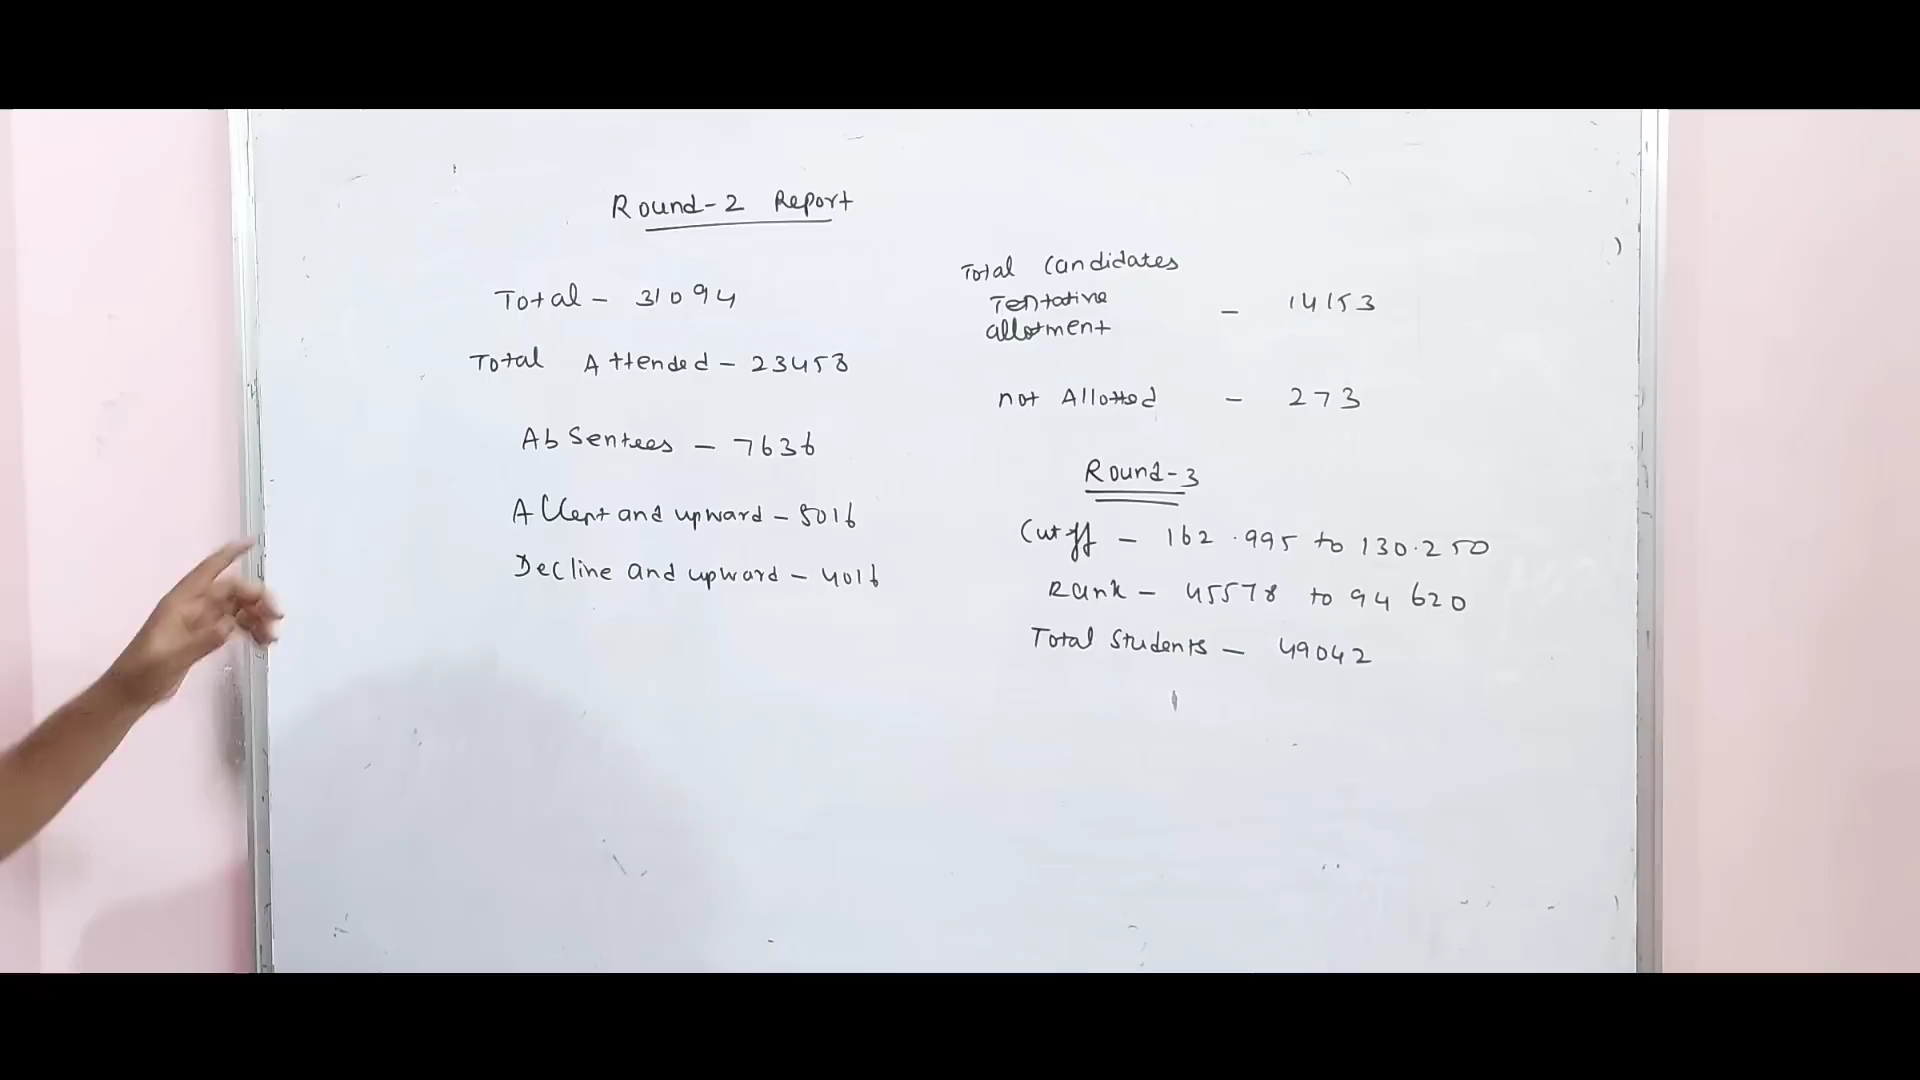 Round-2 Report
Total - 31094
Total Attended - 23458
Absentees - 7636
Accept and upward - 5016
Decline and upward - 4016
Total Candidates
Tentative
allotment - 14153
not Allotted - 273
Round-3
Cutoff - 162.995 to 130.250
Rank - 45578 to 94620
Total Students - 49042